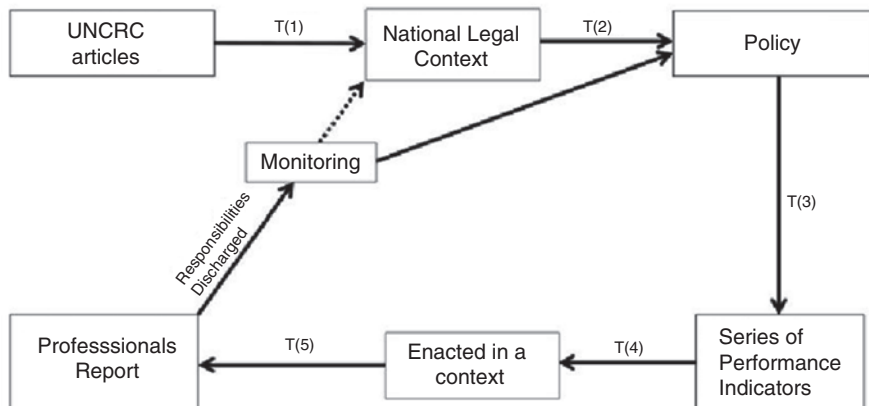 UNCRC
articles
T(1)
National Legal
Context
T(2)
Policy
Monitoring
T(3)
Responsibilities
Discharged
Professsionals
Report
T(5)
Enacted in a
context
T(4)
Series of
Performance
Indicators